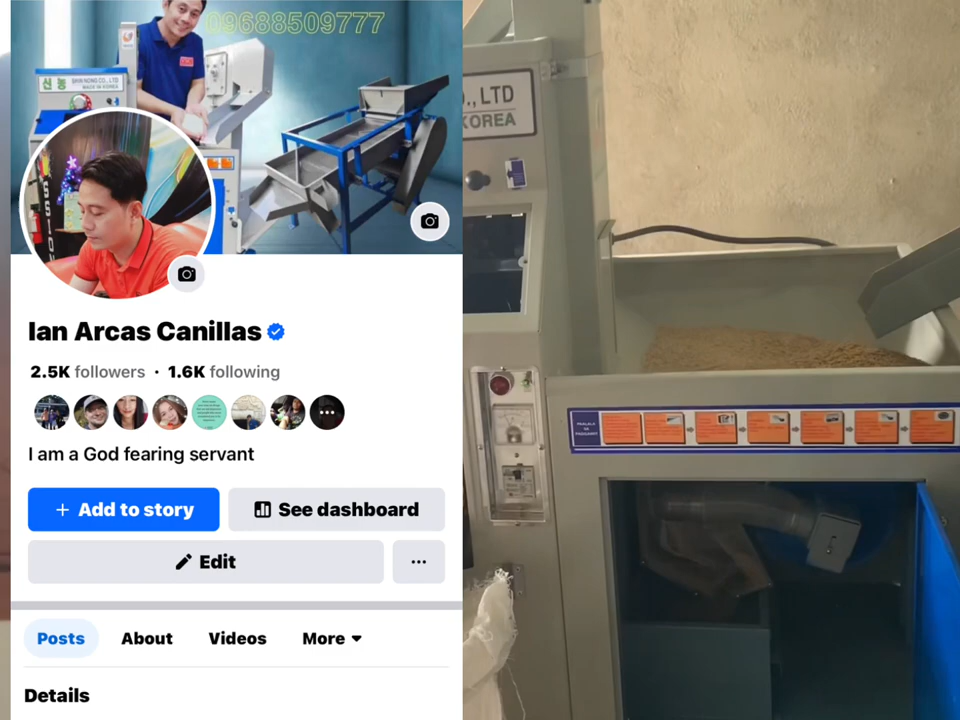 09688509777
신농 SHIN NONG CO., LTD
MADE IN KOREA
Ian Arcas Canillas
2.5K followers · 1.6K following
I am a God fearing servant
+ Add to story
See dashboard
Edit
Posts
About
Videos
More
Details
., LTD
KOREA